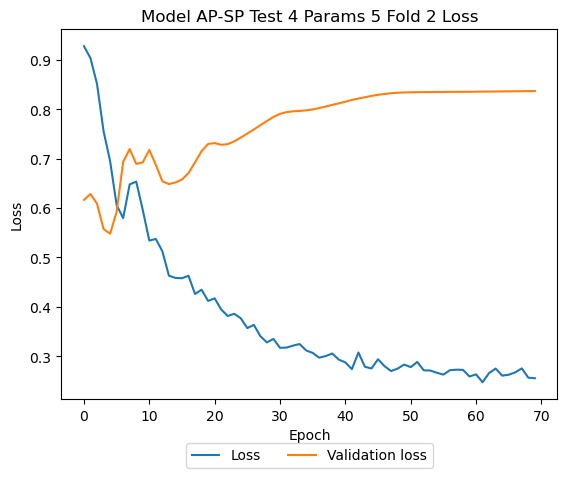 Model AP-SP Test 4 Params 5 Fold 2 Loss
Loss
0.9
0.8
0.7
0.6
0.5
0.4
0.3
0 10 20 30 40 50 60 70
Epoch
Loss Validation loss